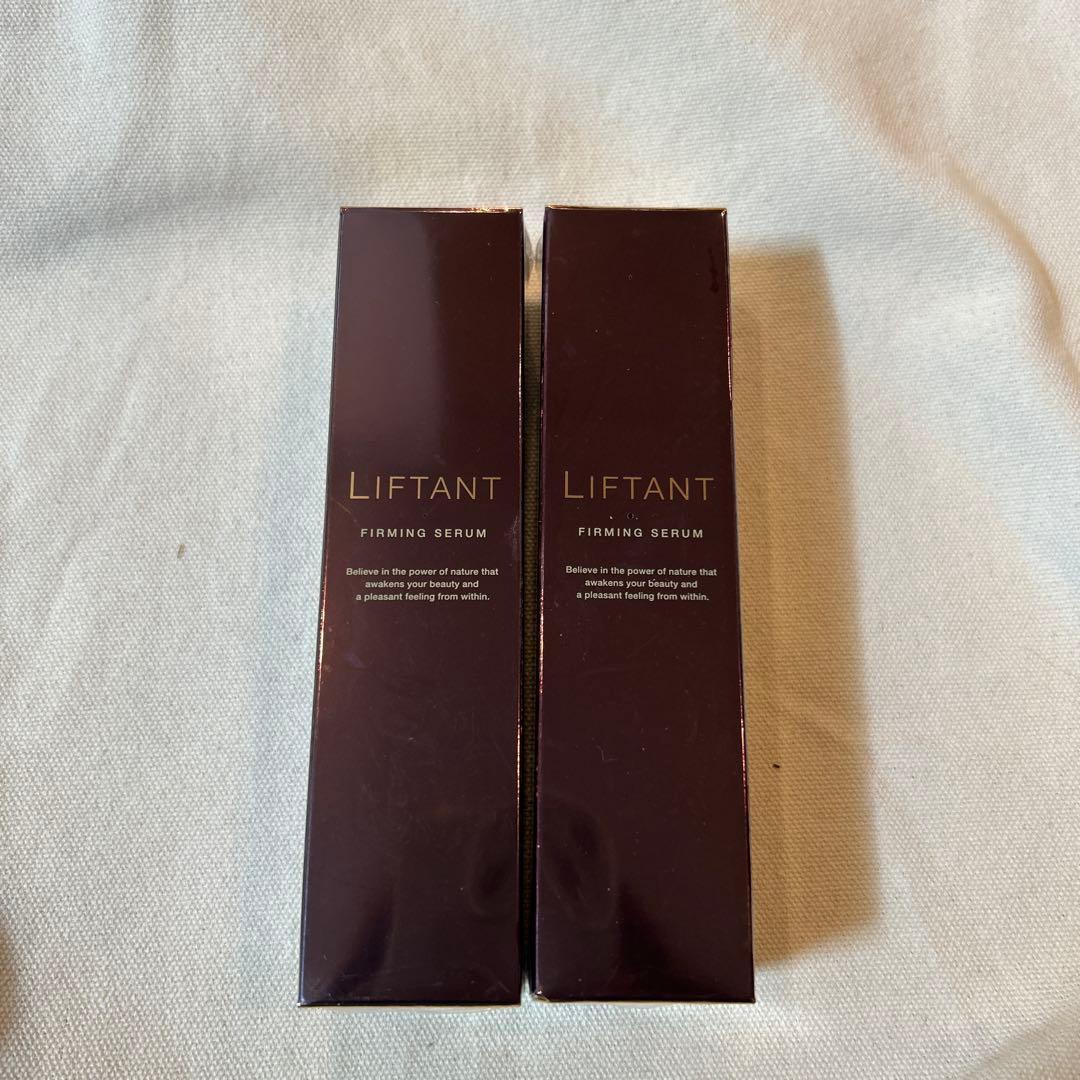 LIFTANT
FIRMING SERUM
Believe in the power of nature that
awakens your beauty and
a pleasant feeling from within.
LIFTANT
FIRMING SERUM
Believe in the power of nature that
awakens your beauty and
a pleasant feeling from within.